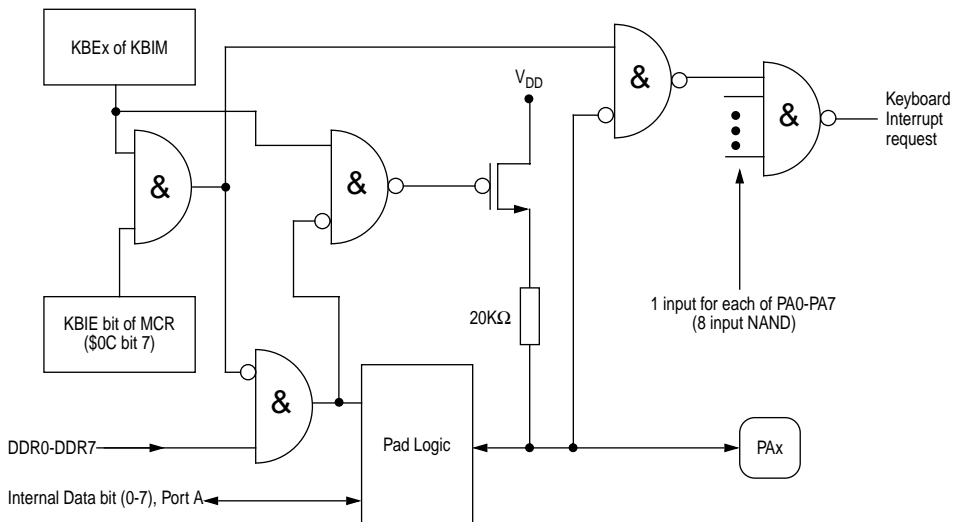 KBEx of KBIM
&
VDD
&
&
Keyboard
Interrupt
request
&
&
KBIE bit of MCR
($0C bit 7)
20KΩ
1 input for each of PA0-PA7
(8 input NAND)
&
DDR0-DDR7
Pad Logic
PAx
Internal Data bit (0-7), Port A